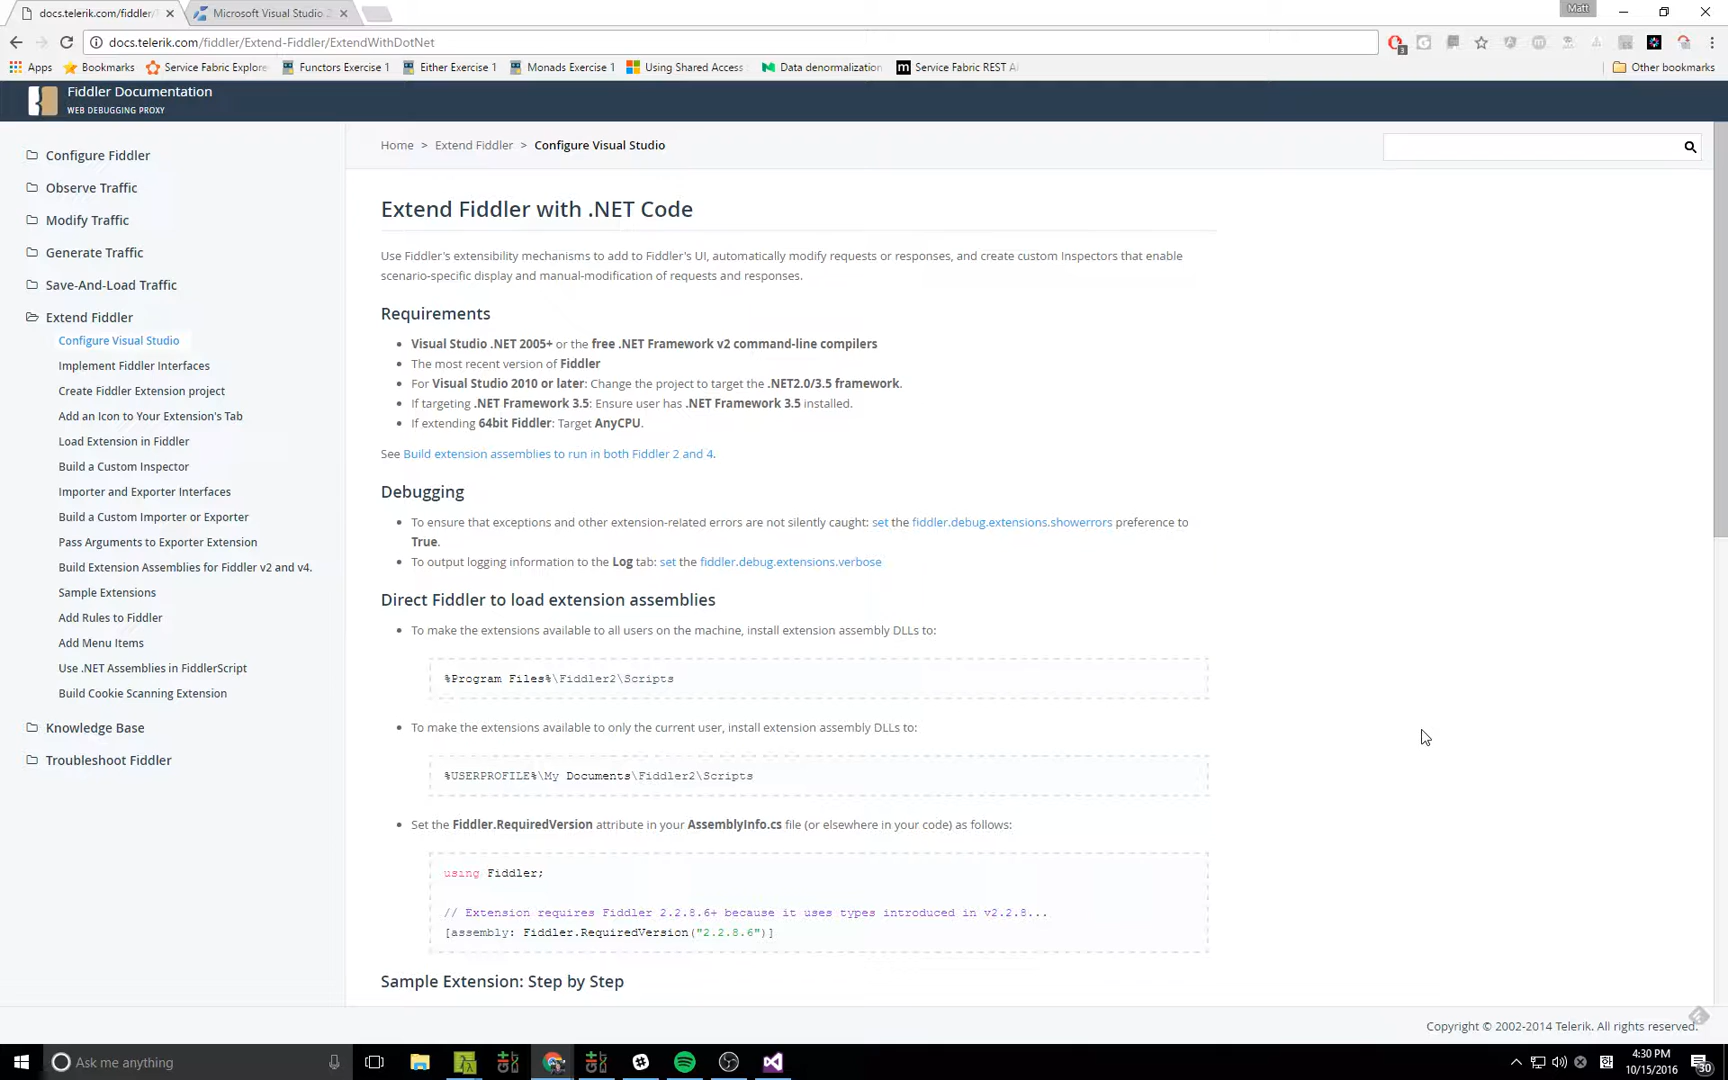 docs.telerik.com/fiddler/
Microsoft Visual Studio 2
Matt
docs.telerik.com/fiddler/Extend-Fiddler/ExtendWithDotNet
3
Apps
Bookmarks
Service Fabric Explore
Functors Exercise 1
Either Exercise 1
Monads Exercise 1
Using Shared Access
Data denormalization
Service Fabric REST A
Other bookmarks
Fiddler Documentation
WEB DEBUGGING PROXY
Configure Fiddler
Observe Traffic
Modify Traffic
Generate Traffic
Save-And-Load Traffic
Extend Fiddler
Configure Visual Studio
Implement Fiddler Interfaces
Create Fiddler Extension project
Add an Icon to Your Extension's Tab
Load Extension in Fiddler
Build a Custom Inspector
Importer and Exporter Interfaces
Build a Custom Importer or Exporter
Pass Arguments to Exporter Extension
Build Extension Assemblies for Fiddler v2 and v4.
Sample Extensions
Add Rules to Fiddler
Add Menu Items
Use .NET Assemblies in FiddlerScript
Build Cookie Scanning Extension
Knowledge Base
Troubleshoot Fiddler
Home > Extend Fiddler > Configure Visual Studio
Extend Fiddler with .NET Code
Use Fiddler's extensibility mechanisms to add to Fiddler's UI, automatically modify requests or responses, and create custom Inspectors that enable
scenario-specific display and manual-modification of requests and responses.
Requirements
• Visual Studio .NET 2005+ or the free .NET Framework v2 command-line compilers
• The most recent version of Fiddler
• For Visual Studio 2010 or later: Change the project to target the .NET2.0/3.5 framework.
• If targeting .NET Framework 3.5: Ensure user has .NET Framework 3.5 installed.
• If extending 64bit Fiddler: Target AnyCPU.
See Build extension assemblies to run in both Fiddler 2 and 4.
Debugging
• To ensure that exceptions and other extension-related errors are not silently caught: set the fiddler.debug.extensions.showerrors preference to
True.
• To output logging information to the Log tab: set the fiddler.debug.extensions.verbose
Direct Fiddler to load extension assemblies
• To make the extensions available to all users on the machine, install extension assembly DLLs to:
%Program Files%\Fiddler2\Scripts
• To make the extensions available to only the current user, install extension assembly DLLs to:
%USERPROFILE%\My Documents\Fiddler2\Scripts
• Set the Fiddler.RequiredVersion attribute in your AssemblyInfo.cs file (or elsewhere in your code) as follows:
using Fiddler;
// Extension requires Fiddler 2.2.8.6+ because it uses types introduced in v2.2.8...
[assembly: Fiddler.RequiredVersion("2.2.8.6")]
Sample Extension: Step by Step
Copyright © 2002-2014 Telerik. All rights reserved.
Ask me anything
4:30 PM
10/15/2016
30